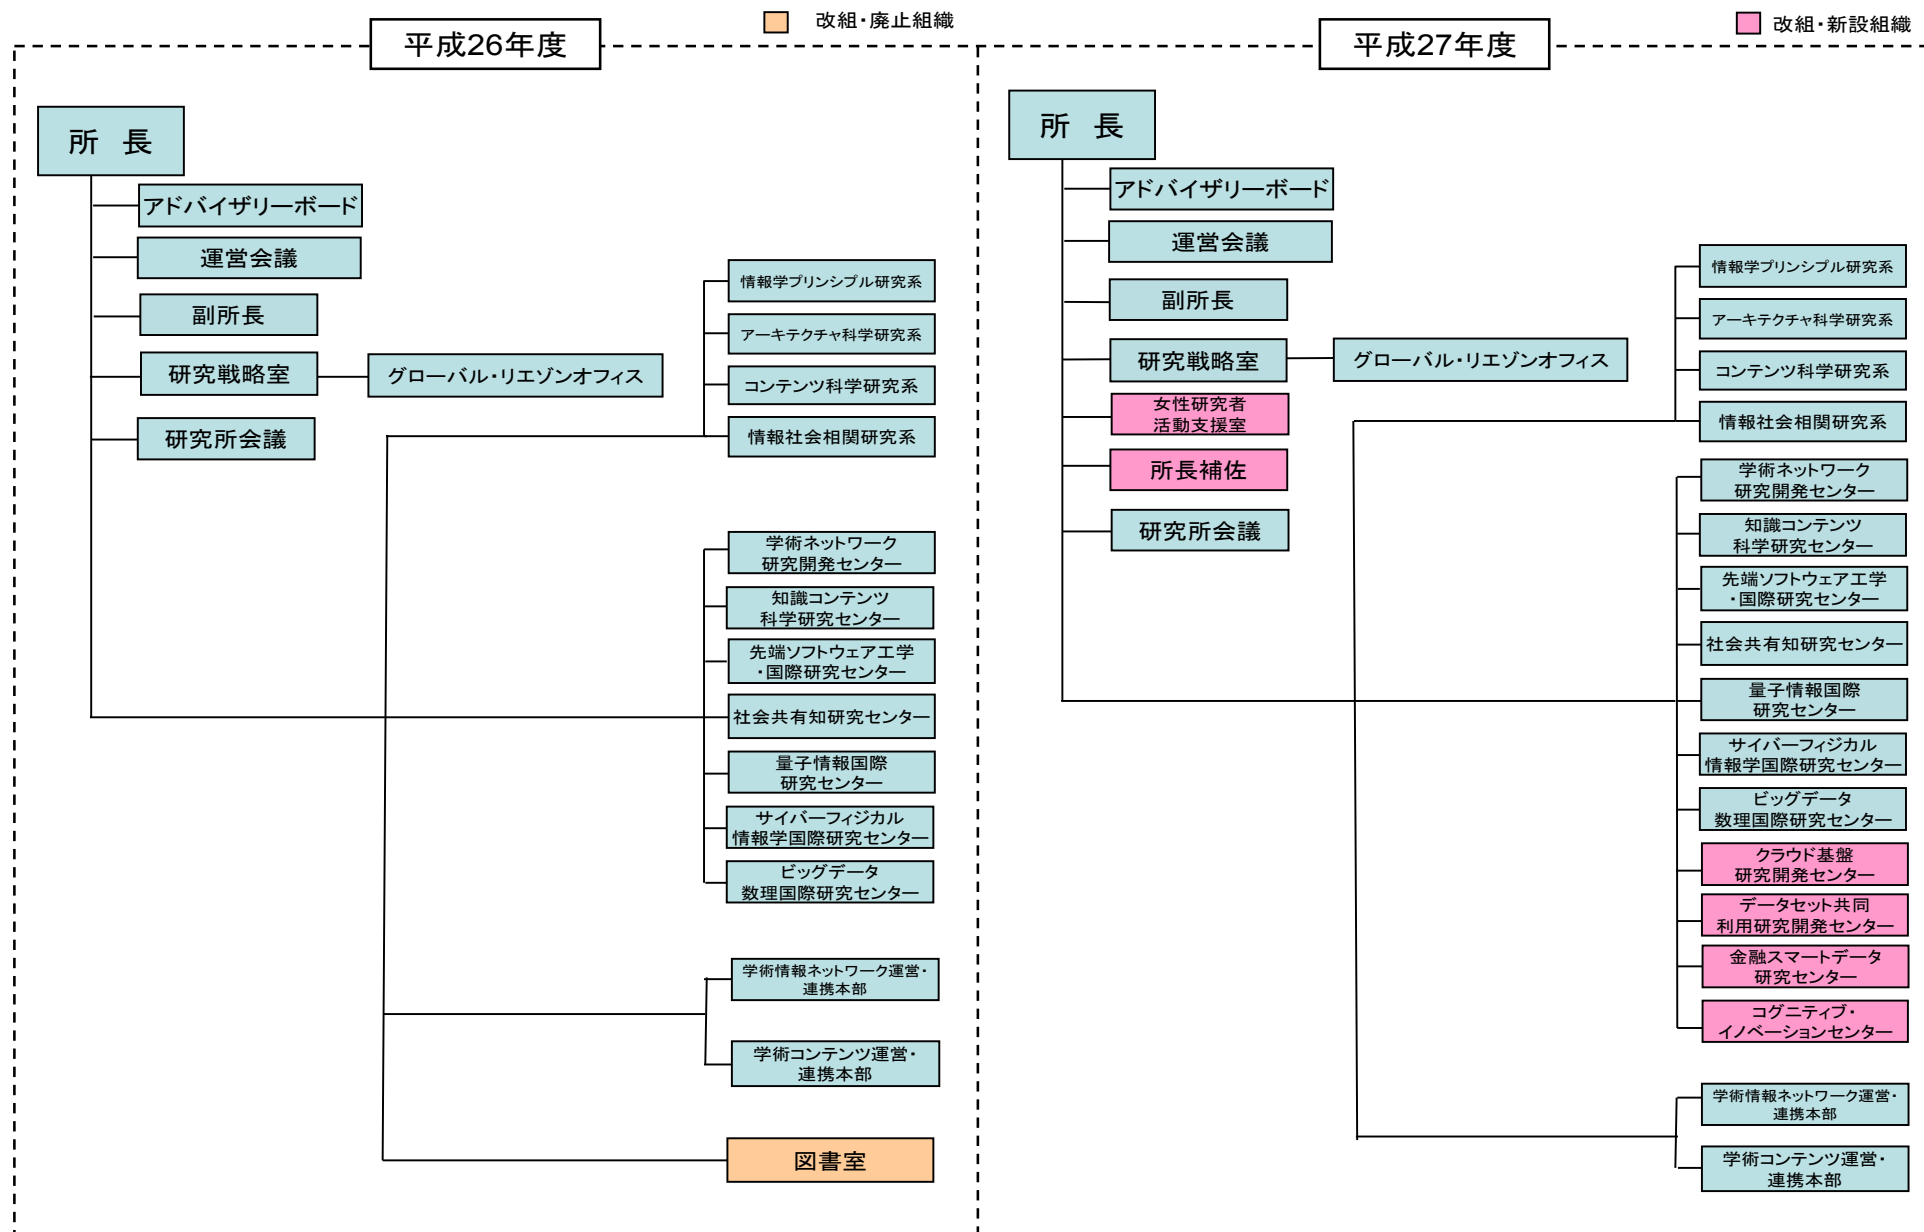 平成26年度
改組・廃止組織
所 長
アドバイザリーボード
運営会議
副所長
研究戦略室
グローバル・リエゾンオフィス
研究所会議
情報学プリンシプル研究系
アーキテクチャ科学研究系
コンテンツ科学研究系
情報社会相関研究系
学術ネットワーク
研究開発センター
知識コンテンツ
科学研究センター
先端ソフトウェア工学
・国際研究センター
社会共有知研究センター
量子情報国際
研究センター
サイバーフィジカル
情報学国際研究センター
ビッグデータ
数理国際研究センター
学術情報ネットワーク運営・
連携本部
学術コンテンツ運営・
連携本部
図書室
平成27年度
改組・新設組織
所 長
アドバイザリーボード
運営会議
副所長
研究戦略室
グローバル・リエゾンオフィス
女性研究者
活動支援室
所長補佐
研究所会議
情報学プリンシプル研究系
アーキテクチャ科学研究系
コンテンツ科学研究系
情報社会相関研究系
学術ネットワーク
研究開発センター
知識コンテンツ
科学研究センター
先端ソフトウェア工学
・国際研究センター
社会共有知研究センター
量子情報国際
研究センター
サイバーフィジカル
情報学国際研究センター
ビッグデータ
数理国際研究センター
クラウド基盤
研究開発センター
データセット共同
利用研究開発センター
金融スマートデータ
研究センター
コグニティブ・
イノベーションセンター
学術情報ネットワーク運営・
連携本部
学術コンテンツ運営・
連携本部